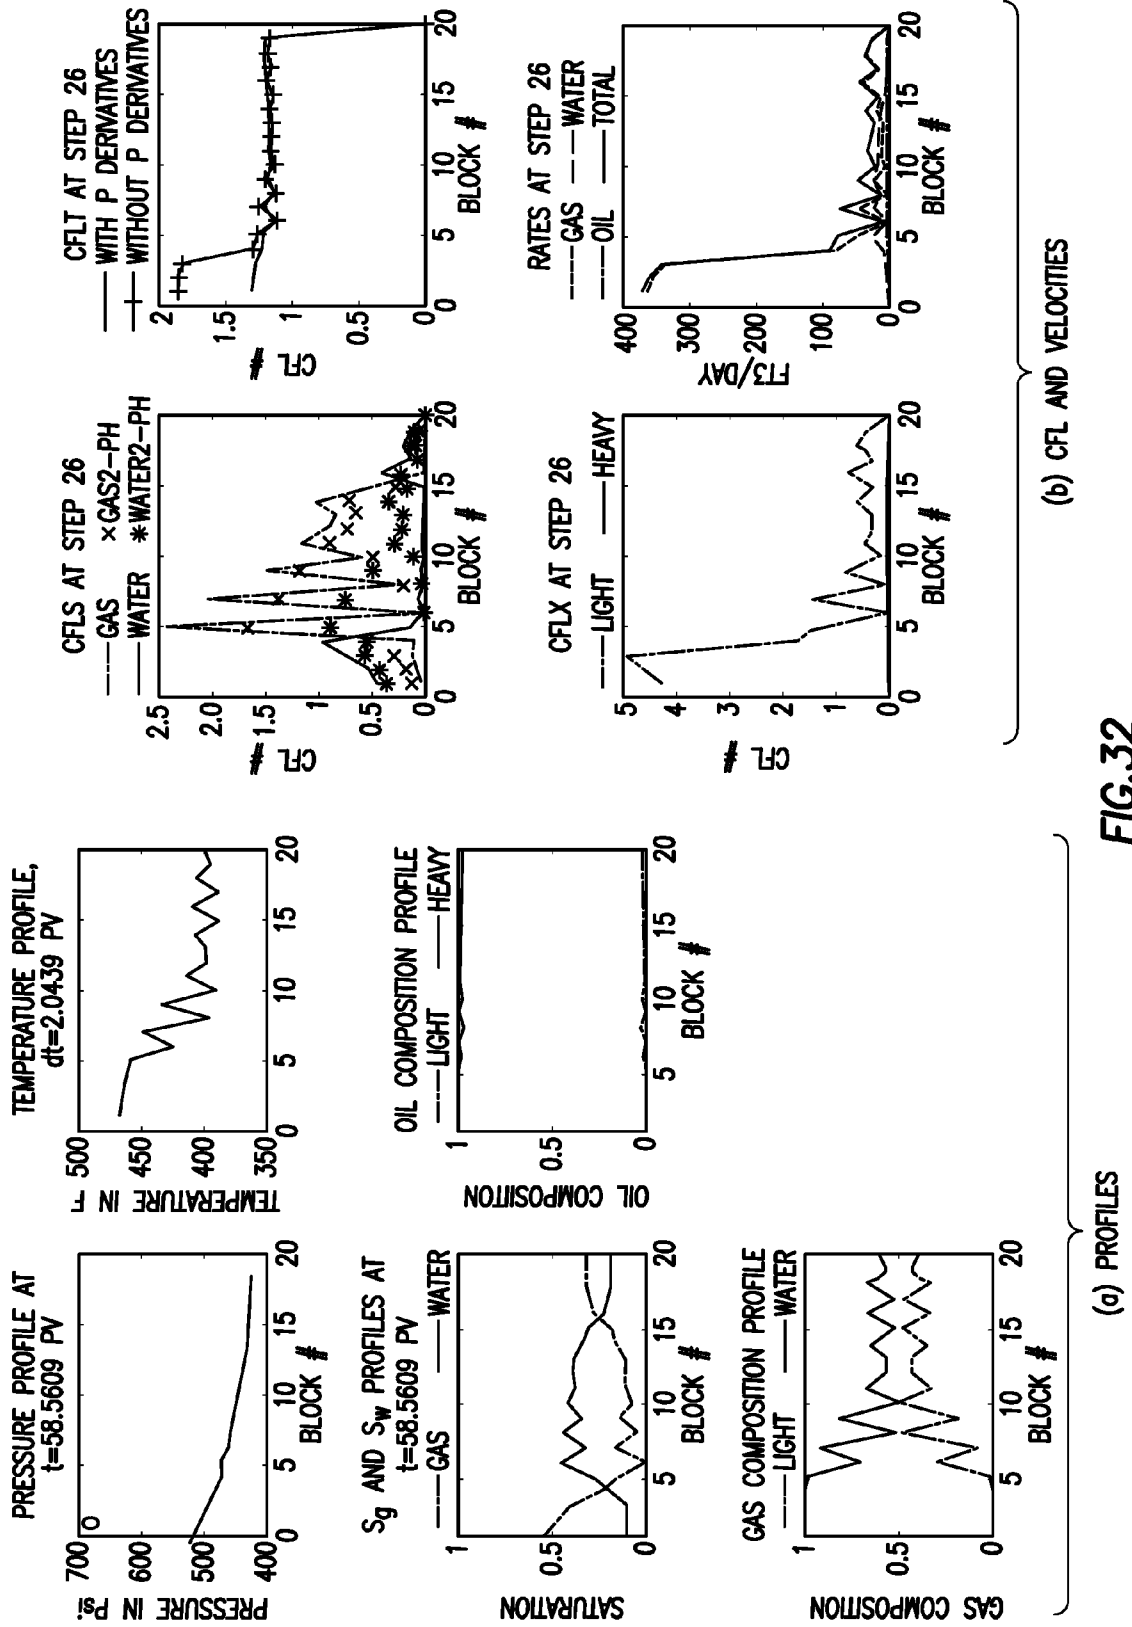 PRESSURE PROFILE AT
t=58.5609 PV
PRESSURE IN Psi
700
600
500
400
0
5
10
15
20
BLOCK #
TEMPERATURE PROFILE,
dt=2.0439 PV
TEMPERATURE IN F
500
450
400
350
0
5
10
15
20
Sg AND Sw PROFILES AT
t=58.5609 PV
GAS WATER
SATURATION
1
0.5
0
5
10
15
20
BLOCK #
OIL COMPOSITION PROFILE
LIGHT HEAVY
OIL COMPOSIITON
1
0.5
0
5
10
15
20
BLOCK #
GAS COMPOSITION PROFILE
LIGHT WATER
GAS COMPOSITION
1
0.5
0
5
10
15
20
BLOCK #
(a) PROFILES
CFLS AT STEP 26
GAS × GAS2-PH
WATER * WATER2-PH
CFL #
2.5
2
1.5
1
0.5
0
0
5
10
15
20
BLOCK #
CFLT AT STEP 26
WITH P DERIVATIVES
WITHOUT P DERIVATIVES
CFL #
2
1.5
1
0.5
0
0
5
10
15
20
BLOCK #
CFLX AT STEP 26
LIGHT HEAVY
CFL #
5
4
3
2
1
0
0
5
10
15
20
BLOCK #
RATES AT STEP 26
GAS WATER
OIL TOTAL
FT3/DAY
400
300
200
100
0
0
5
10
15
20
BLOCK #
(b) CFL AND VELOCITIES
FIG.32